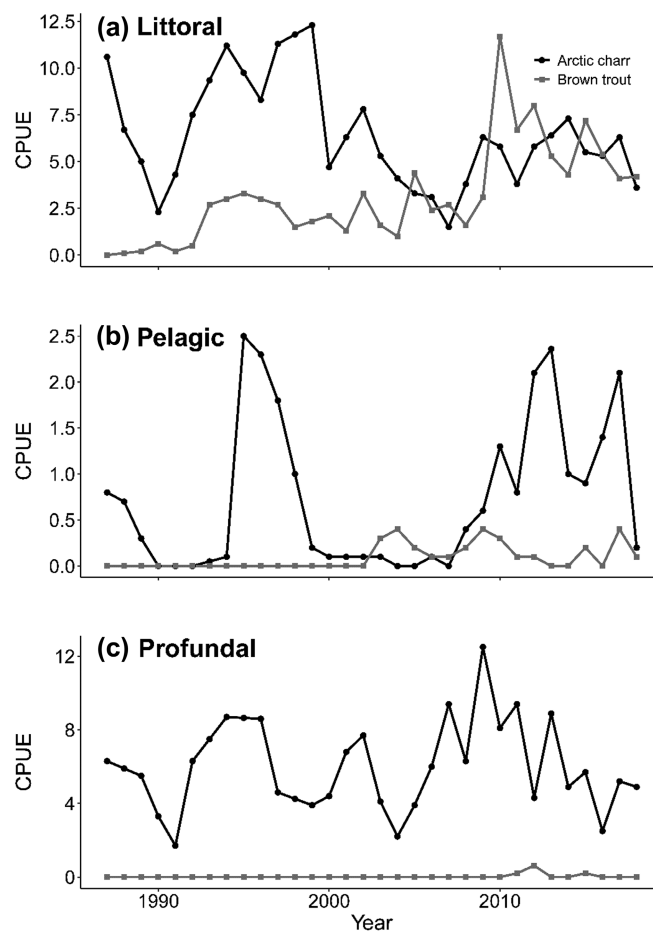 (a) Littoral
12.5
10.0
7.5
5.0
2.5
0.0
CPUE
Arctic charr
Brown trout
(b) Pelagic
2.5
2.0
1.5
1.0
0.5
0.0
CPUE
(c) Profundal
12
8
4
0
CPUE
1990 2000 2010
Year